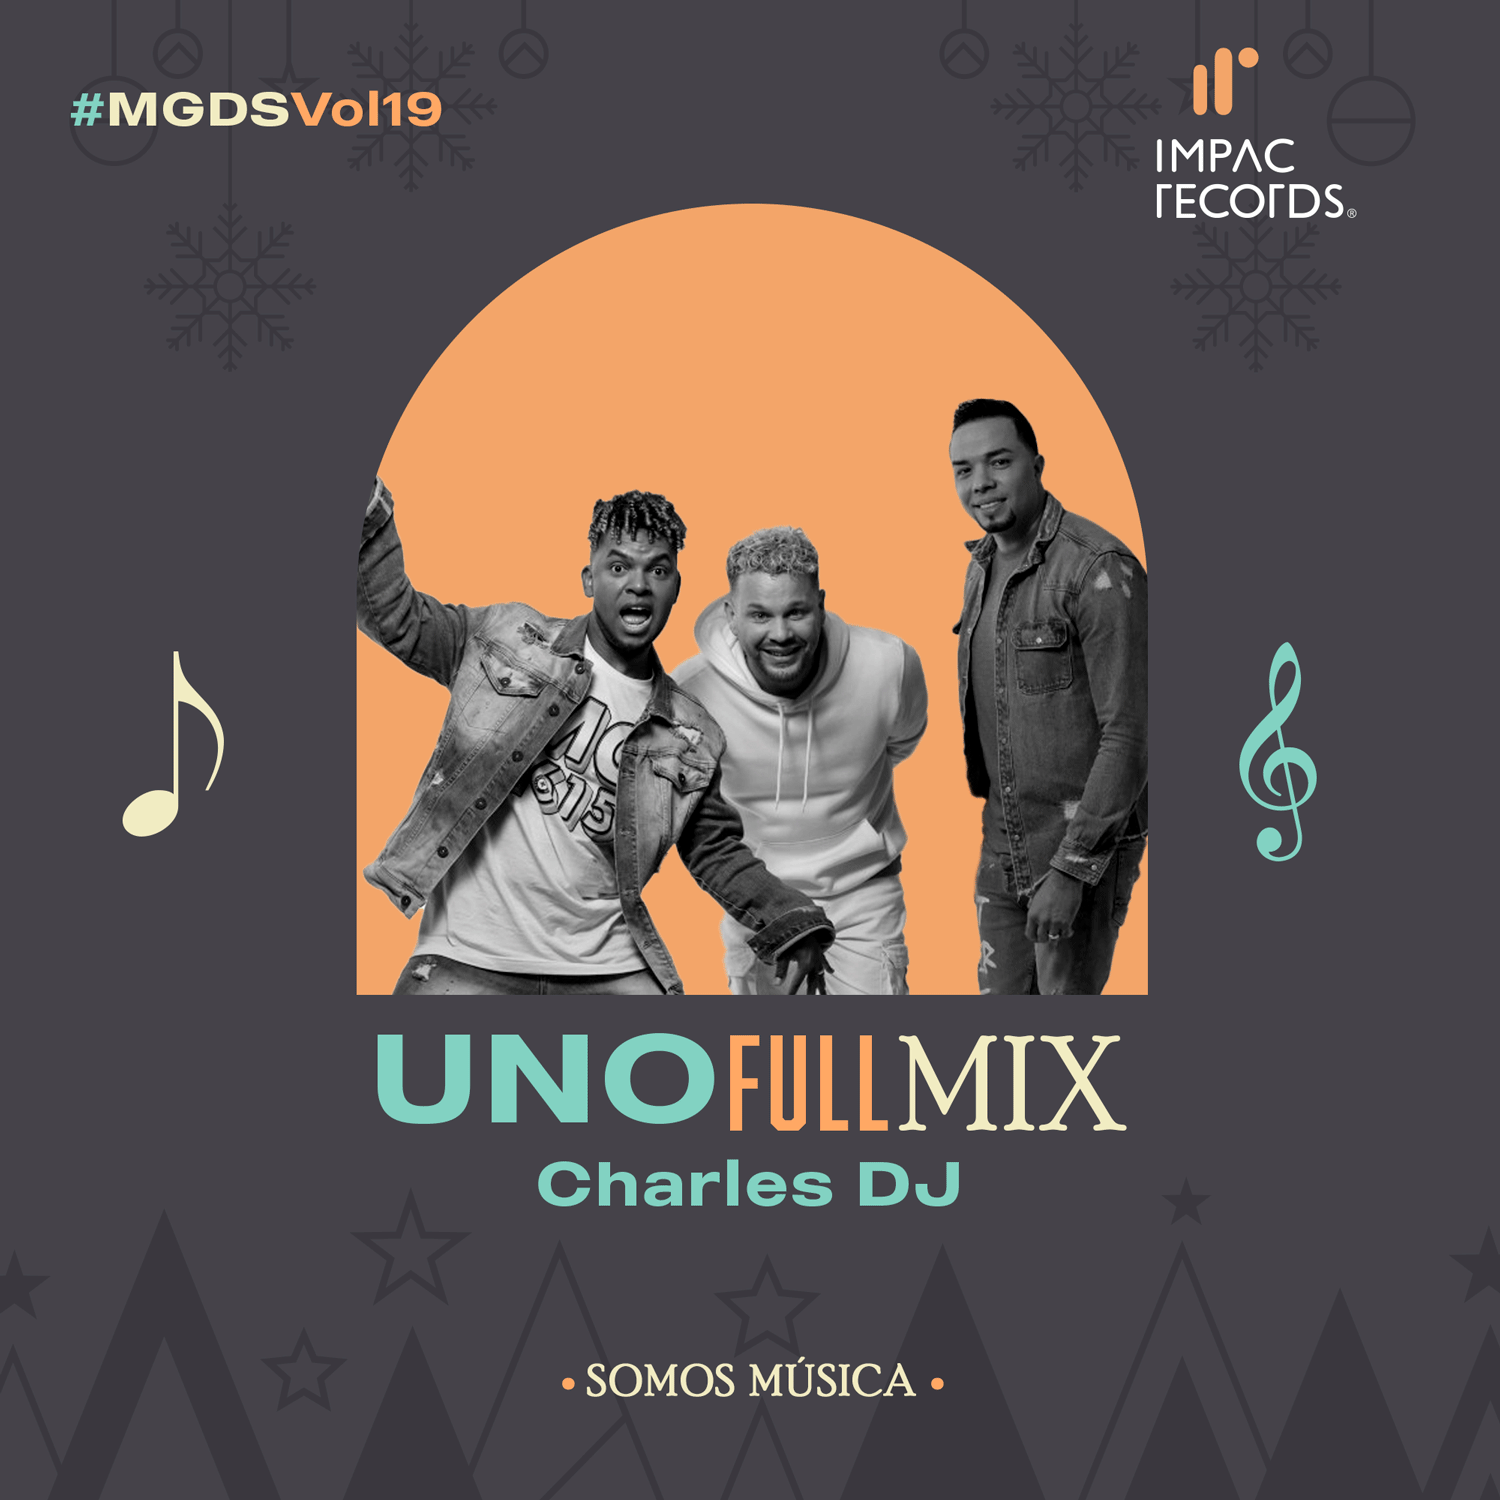 #MGDSVol19
IMPAC
RECORDS®
UNOFULLMIX
Charles DJ
• SOMOS MÚSICA •